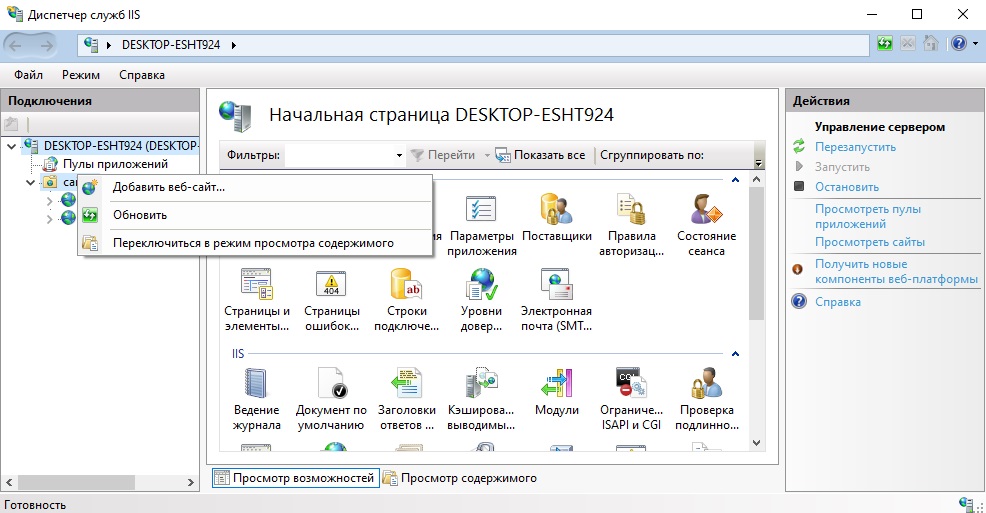 Диспетчер служб IIS
DESKTOP-ESHT924
Файл Режим Справка
Подключения
DESKTOP-ESHT924 (DESKTOP-
Пулы приложений
Добавить веб-сайт...
Обновить
Переключиться в режим просмотра содержимого
Начальная страница DESKTOP-ESHT924
Фильтры: Перейти Показать все Сгруппировать по:
Параметры приложения
Поставщики
Правила авторизац...
Состояние сеанса
Страницы и элементы...
Страницы ошибок...
404
Строки подключе...
ab
Уровни довер...
Электронная почта (SMT...
IIS
Ведение журнала
Документ по умолчанию
Заголовки ответов ...
Кэширова... выводимы...
Модули
Ограниче... ISAPI и CGI
CGI
Проверка подлинно...
Просмотр возможностей Просмотр содержимого
Действия
Управление сервером
Перезапустить
Запустить
Остановить
Просмотреть пулы
приложений
Просмотреть сайты
Получить новые
компоненты веб-платформы
Справка
Готовность